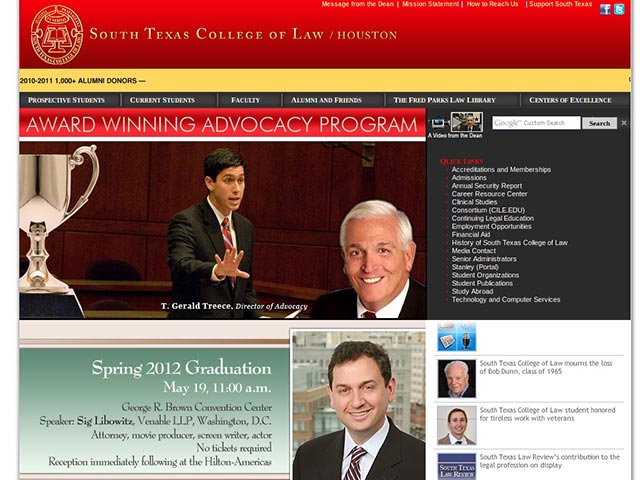 Message from the Dean | Mission Statement | How to Reach Us | Support South Texas
SOUTH TEXAS COLLEGE OF LAW / HOUSTON
2010-2011 1,000+ ALUMNI DONORS —
PROSPECTIVE STUDENTS
CURRENT STUDENTS
FACULTY
ALUMNI AND FRIENDS
THE FRED PARKS LAW LIBRARY
CENTERS OF EXCELLENCE
AWARD WINNING ADVOCACY PROGRAM
A Video from the Dean
Google™ Custom Search
Search
T. Gerald Treece, Director of Advocacy
QUICK LINKS
Accreditations and Memberships
Admissions
Annual Security Report
Career Resource Center
Clinical Studies
Consortium (CILE.EDU)
Continuing Legal Education
Employment Opportunities
Financial Aid
History of South Texas College of Law
Media Contact
Senior Administrators
Stanley (Portal)
Student Organizations
Student Publications
Study Abroad
Technology and Computer Services
Spring 2012 Graduation
May 19, 11:00 a.m.
George R. Brown Convention Center
Speaker: Sig Libowitz, Venable LLP, Washington, D.C.
Attorney, movie producer, screen writer, actor
No tickets required
Reception immediately following at the Hilton-Americas
South Texas College of Law mourns the loss
of Bob Dunn, class of 1965
South Texas College of Law student honored
for tireless work with veterans
SOUTH TEXAS
LAW REVIEW
South Texas Law Review's contribution to the
legal profession on display